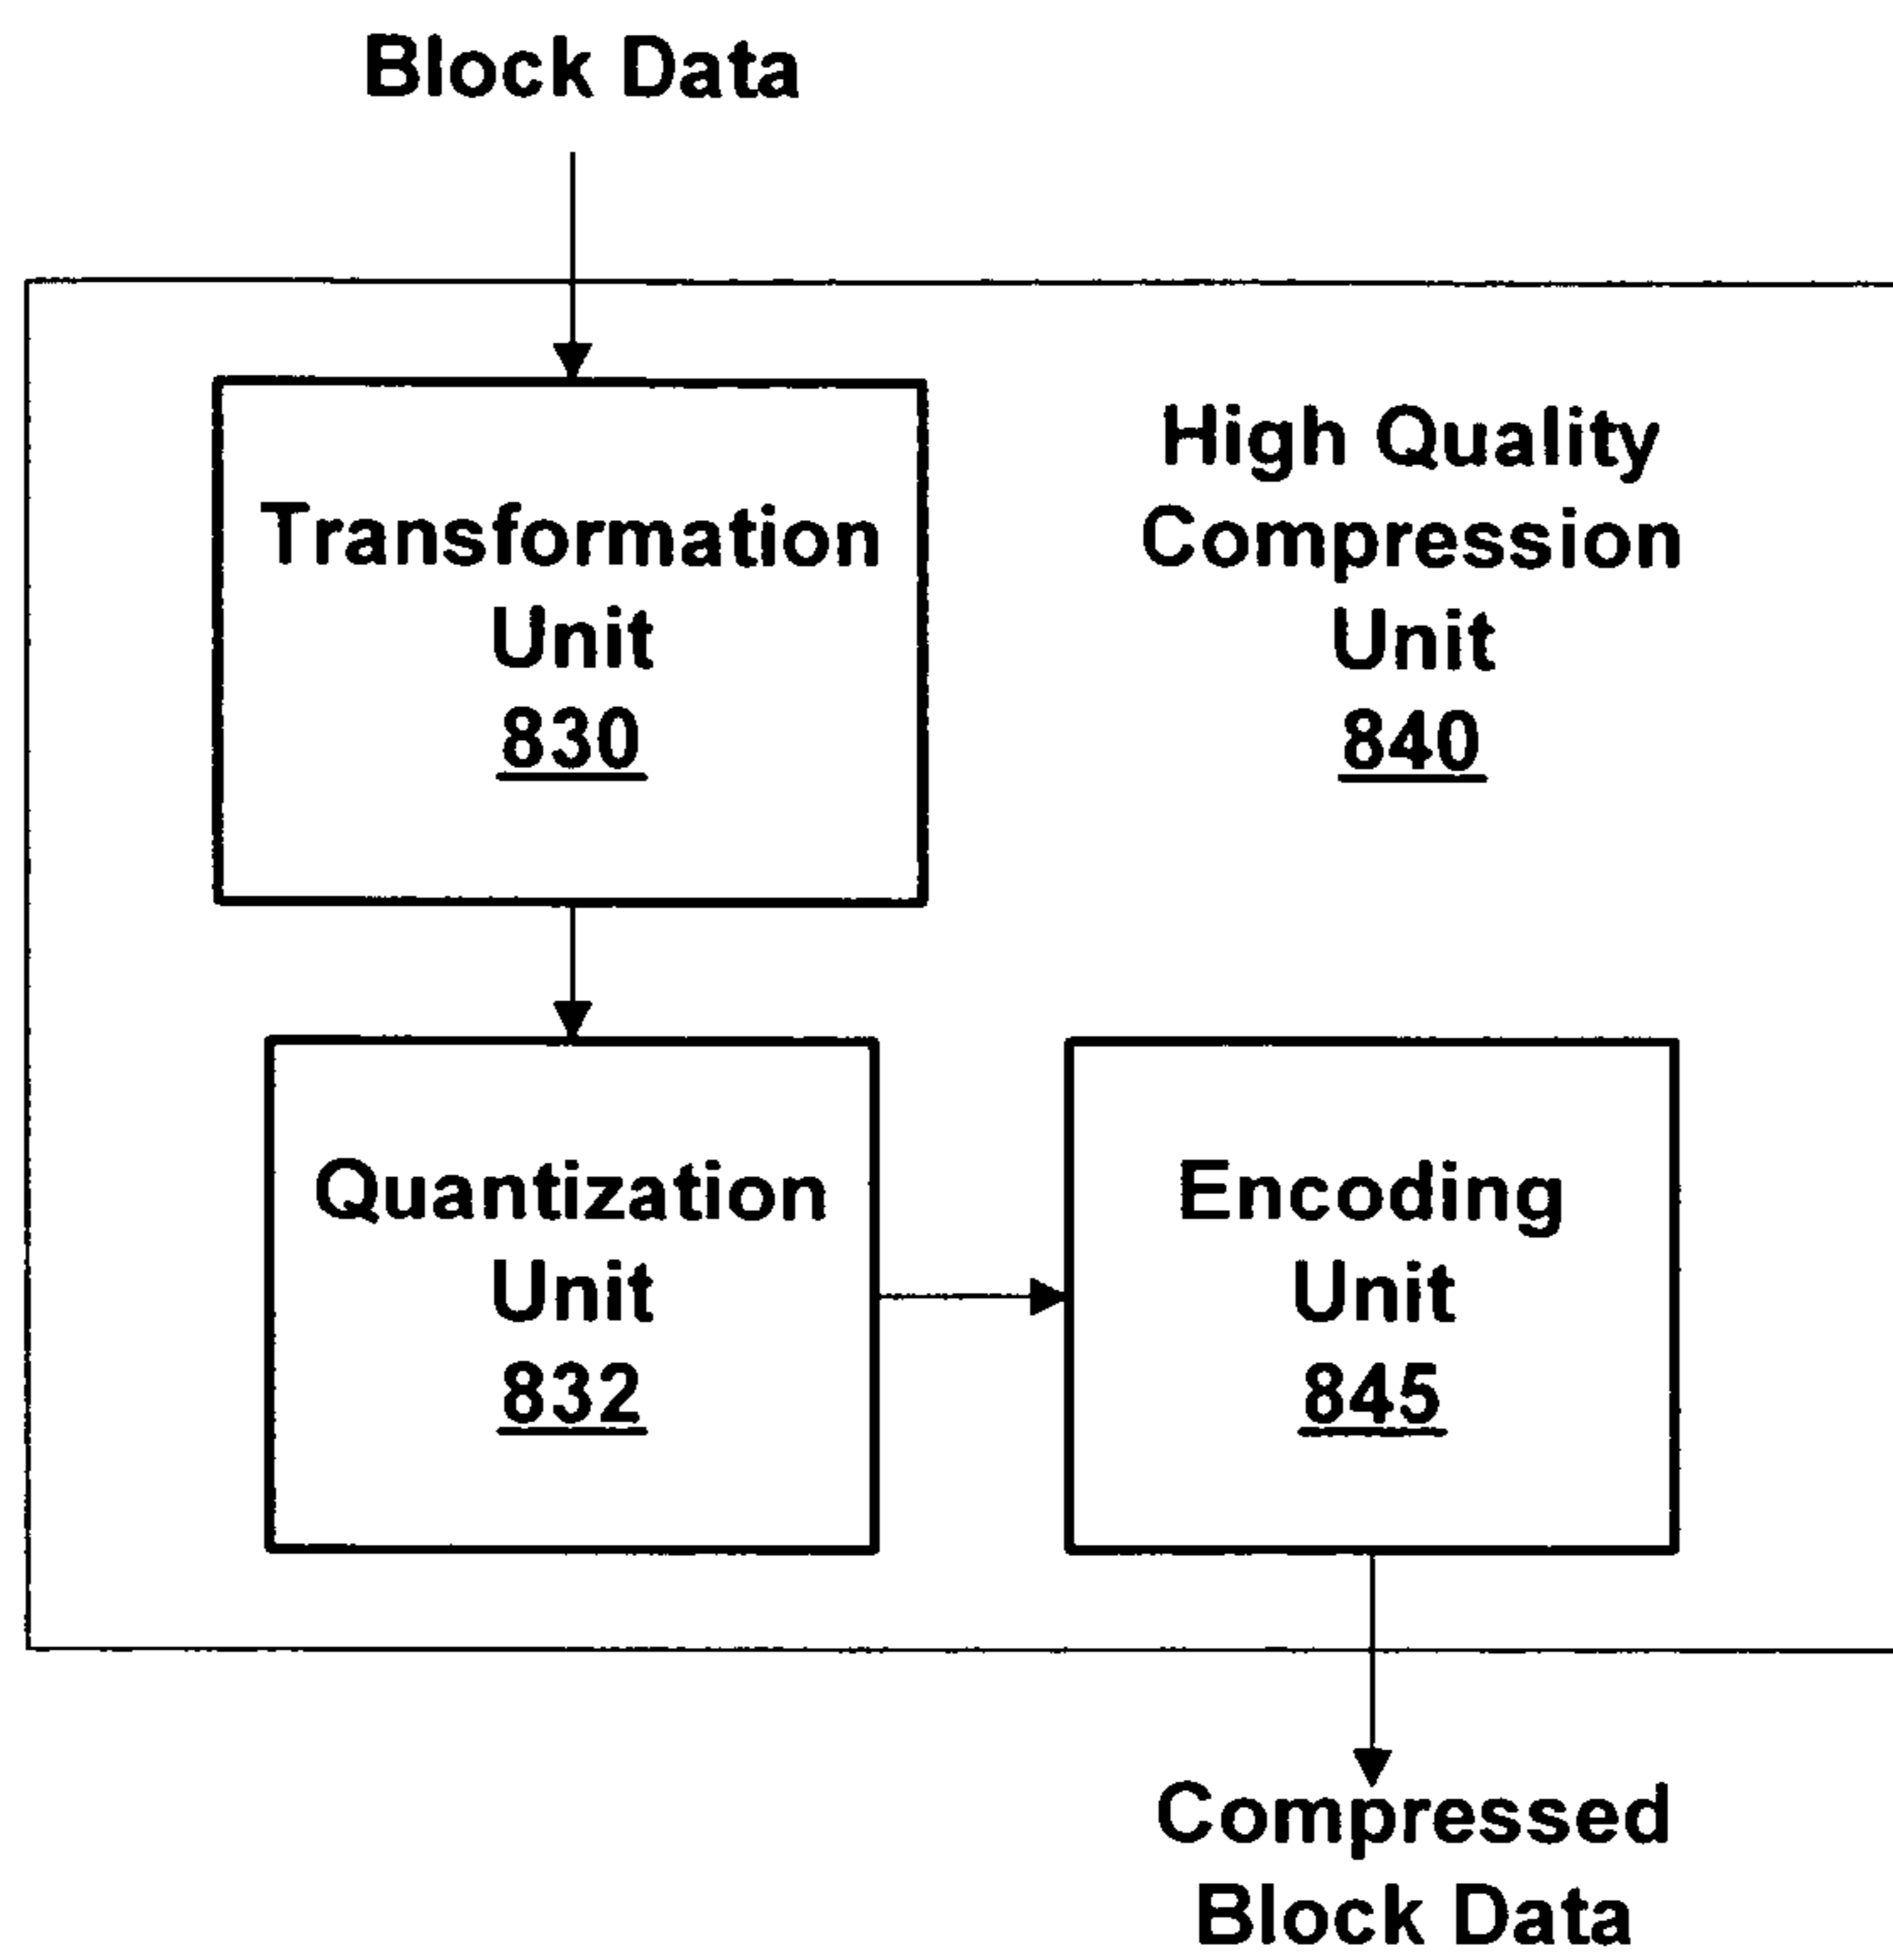 Block Data
Transformation
Unit
830
High Quality
Compression
Unit
840
Quantization
Unit
832
Encoding
Unit
845
Compressed
Block Data